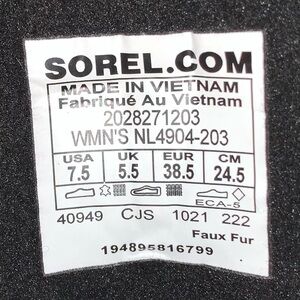 SOREL.COM
MADE IN VIETNAM
Fabriqué Au Vietnam
2028271203
WMN'S NL4904-203
USA UK EUR CM
7.5 5.5 38.5 24.5
ECA-5
40949 CJS 1021 222
Faux Fur
194895816799